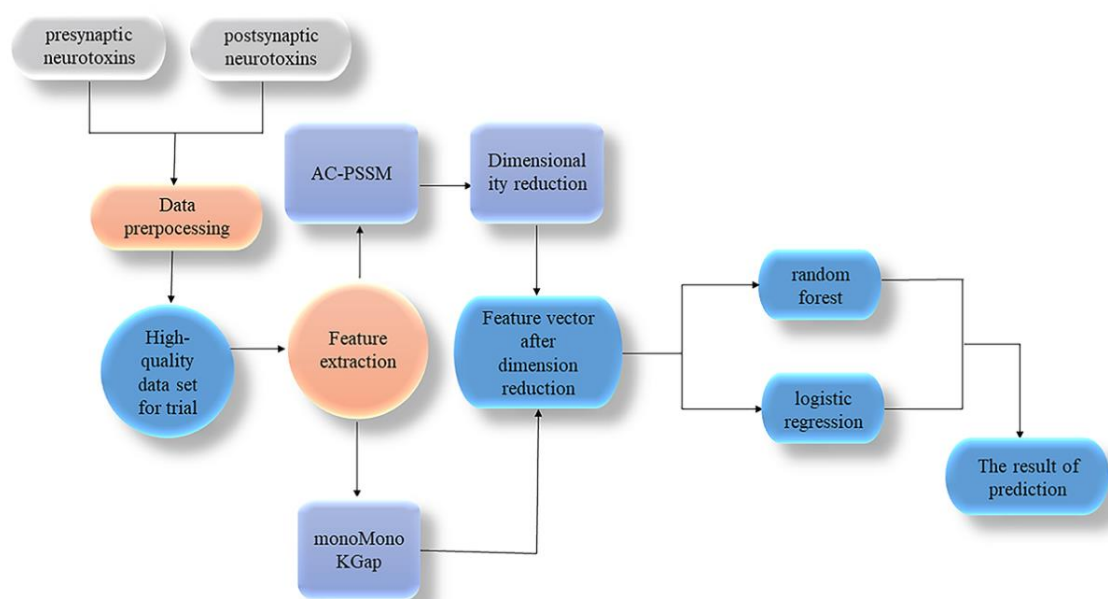 presynaptic
neurotoxins
postsynaptic
neurotoxins
AC-PSSM
Dimensional
ity reduction
Data
prerpocessing
random
forest
High-
quality
data set
for trial
Feature
extraction
Feature vector
after
dimension
reduction
logistic
regression
The result of
prediction
monoMono
KGap